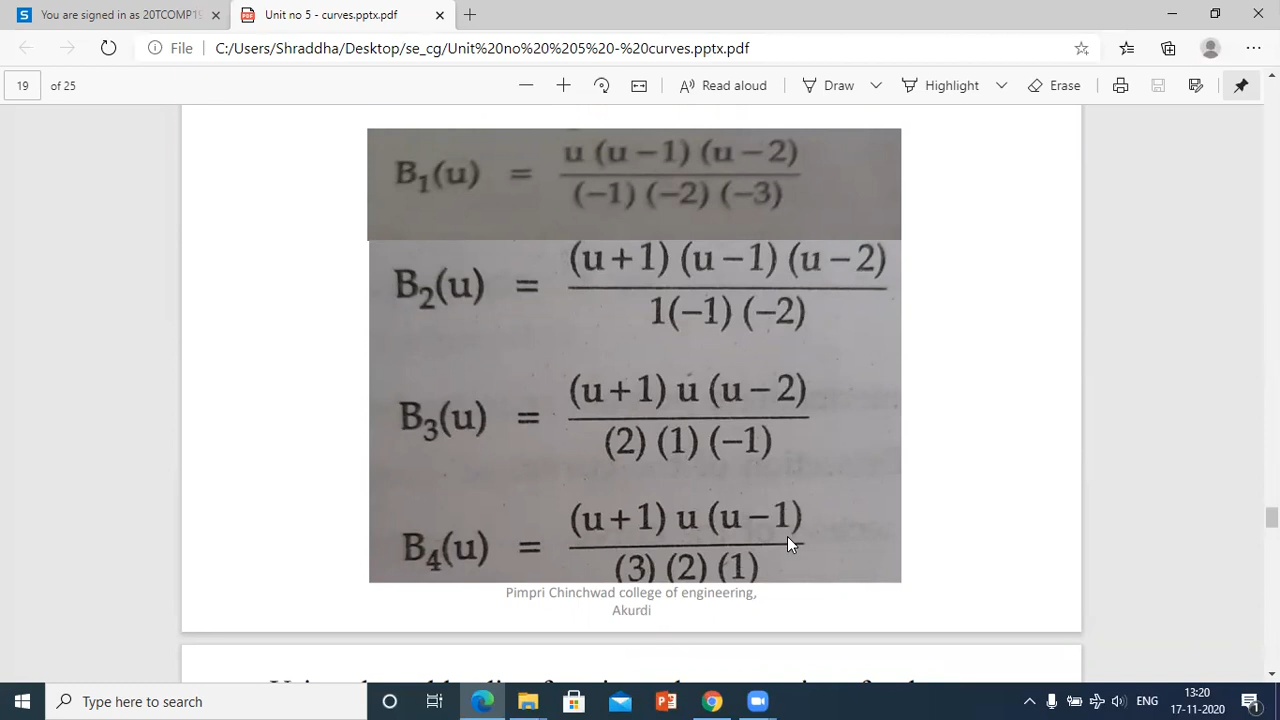 You are signed in as 20TCOMP19
Unit no 5 - curves.pptx.pdf
File C:/Users/Shraddha/Desktop/se_cg/Unit%20no%20%205%20-%20curves.pptx.pdf
19 of 25 Read aloud Draw Highlight Erase
B₁(u) = u (u – 1) (u – 2)
(–1) (–2) (–3)
B₂(u) = (u + 1) (u – 1) (u – 2)
1(–1) (–2)
B₃(u) = (u + 1) u (u – 2)
(2) (1) (–1)
B₄(u) = (u + 1) u (u – 1)
(3) (2) (1)
Pimpri Chinchwad college of engineering,
Akurdi
Type here to search
ENG
13:20
17-11-2020
1